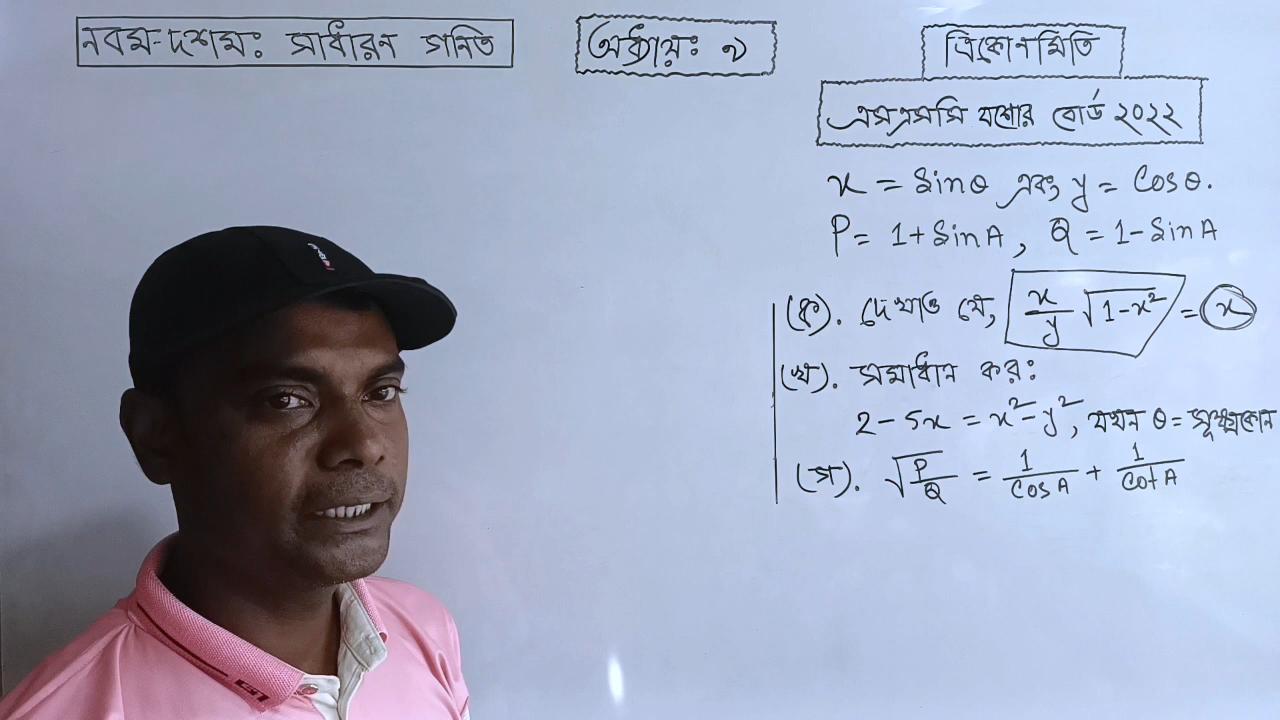 নবম-দশমঃ সাধারন গনিত
অধ্যায়ঃ ৯
ত্রিকোনমিতি
এসএসসি যশোর বোর্ড ২০২২
x = Sinθ এবং y = Cosθ.
P = 1 + SinA, Q = 1 - SinA
(ক). দেখাও যে, x/y √(1-x²) = x
(খ). সমাধান করঃ
2 - 5x = x² - y², যখন θ = সূক্ষ্মকোন
(গ). √(P/Q) = 1/CosA + 1/CotA